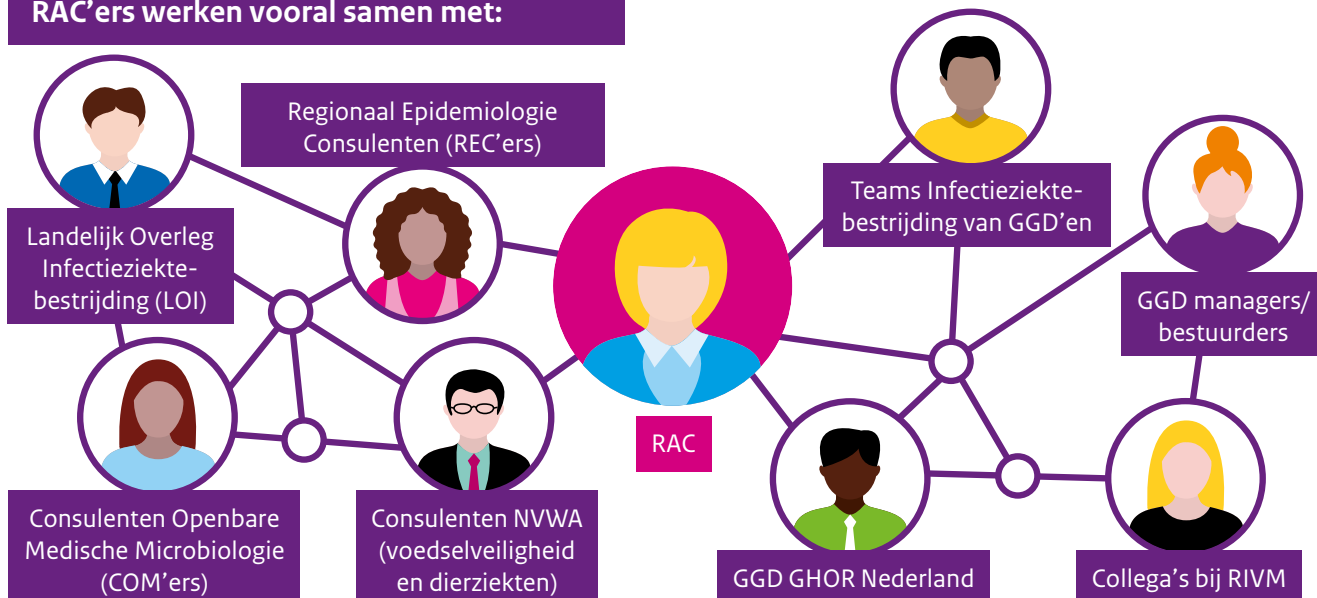 RAC'ers werken vooral samen met:
Regionaal Epidemiologie
Consulenten (REC'ers)
Teams Infectieziekte-
bestrijding van GGD'en
Landelijk Overleg
Infectieziekte-
bestrijding (LOI)
GGD managers/
bestuurders
RAC
Consulenten Openbare
Medische Microbiologie
(COM'ers)
Consulenten NVWA
(voedselveiligheid
en dierziekten)
GGD GHOR Nederland
Collega's bij RIVM